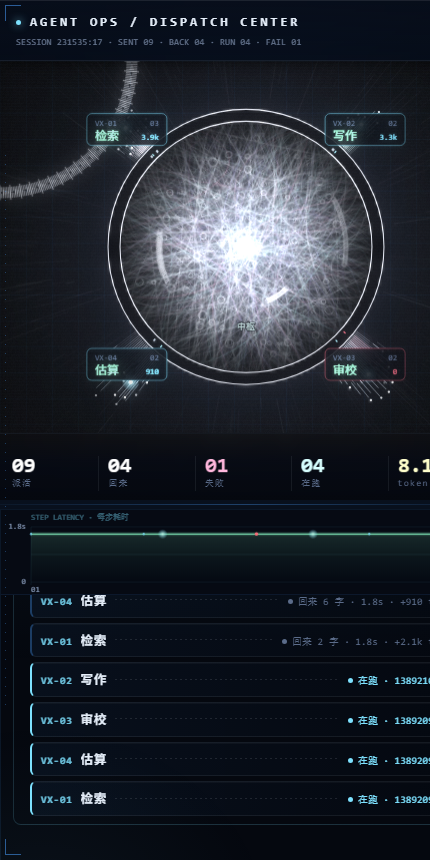 AGENT OPS / DISPATCH CENTER
SESSION 231535:17 · SENT 09 · BACK 04 · RUN 04 · FAIL 01
VX-01 03
检索 3.9k
VX-02 02
写作 3.3k
中枢
VX-04 02
估算 910
VX-03 02
审校 0
09 04 01 04 8.1
派活 回来 失败 在跑 token
STEP LATENCY · 每步耗时
1.8s
0
01
VX-04 估算 回来 6 字 · 1.8s · +910
VX-01 检索 回来 2 字 · 1.8s · +2.1k
VX-02 写作 在跑 · 1389210
VX-03 审校 在跑 · 138920
VX-04 估算 在跑 · 138920
VX-01 检索 在跑 · 138920